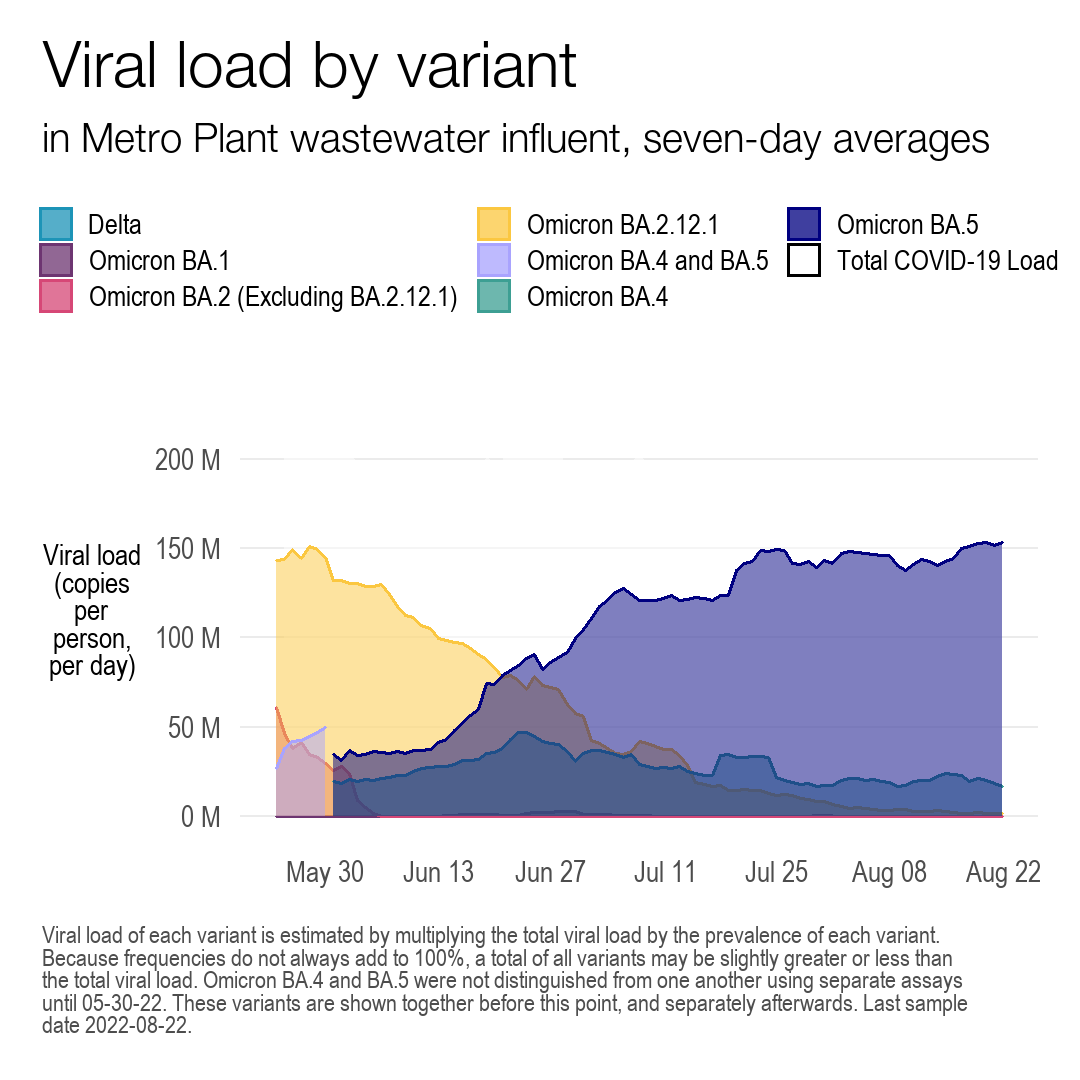 Viral load by variant
in Metro Plant wastewater influent, seven-day averages
Delta
Omicron BA.1
Omicron BA.2 (Excluding BA.2.12.1)
Omicron BA.2.12.1
Omicron BA.4 and BA.5
Omicron BA.4
Omicron BA.5
Total COVID-19 Load
Viral load
(copies
per
person,
per day)
200 M
150 M
100 M
50 M
0 M
May 30 Jun 13 Jun 27 Jul 11 Jul 25 Aug 08 Aug 22
Viral load of each variant is estimated by multiplying the total viral load by the prevalence of each variant.
Because frequencies do not always add to 100%, a total of all variants may be slightly greater or less than
the total viral load. Omicron BA.4 and BA.5 were not distinguished from one another using separate assays
until 05-30-22. These variants are shown together before this point, and separately afterwards. Last sample
date 2022-08-22.